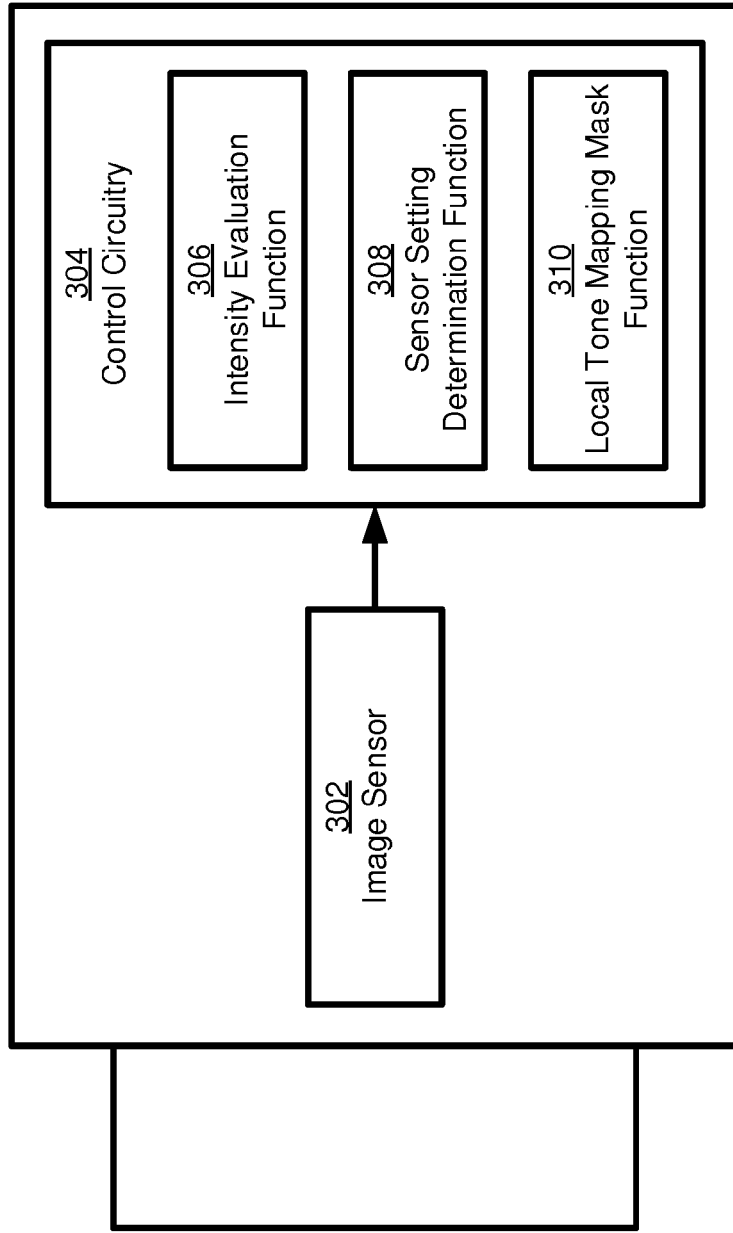 302
Image Sensor
304
Control Circuitry
306
Intensity Evaluation
Function
308
Sensor Setting
Determination Function
310
Local Tone Mapping Mask
Function